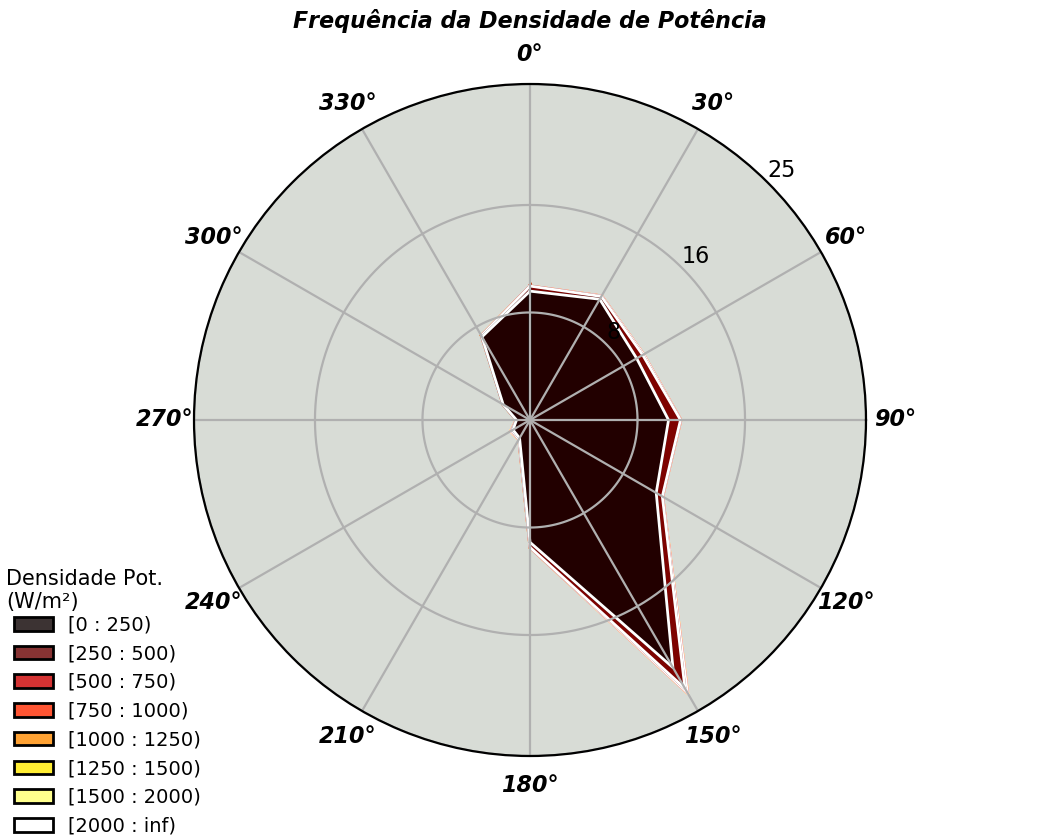 Frequência da Densidade de Potência
0°
330°
30°
25
300°
60°
16
8
270°
90°
Densidade Pot.
(W/m²)
240°
120°
[0 : 250)
[250 : 500)
[500 : 750)
[750 : 1000)
210°
150°
[1000 : 1250)
[1250 : 1500)
180°
[1500 : 2000)
[2000 : inf)